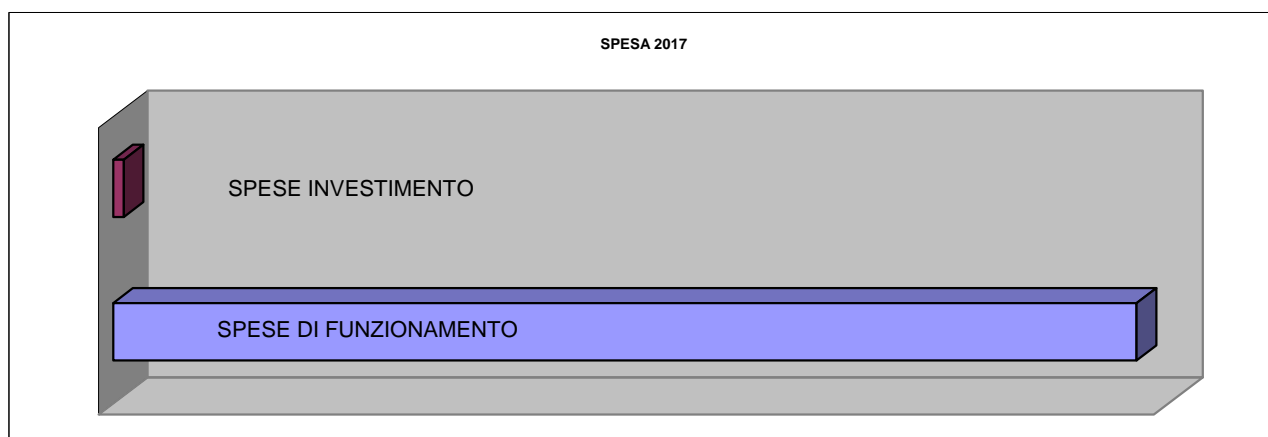 SPESA 2017
SPESE INVESTIMENTO
SPESE DI FUNZIONAMENTO